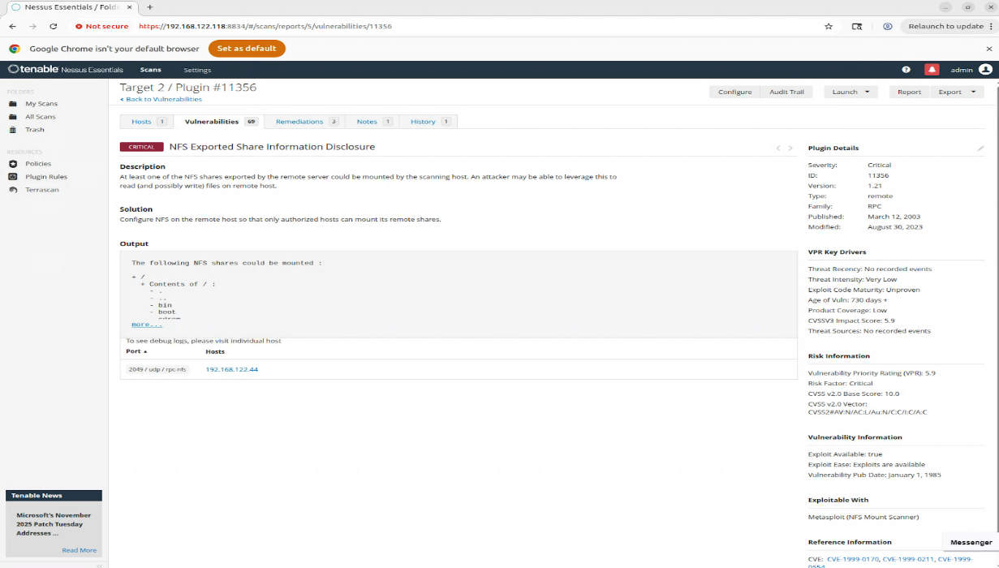 Nessus Essentials / Folde
Not secure
https://192.168.122.118:8834/#/scans/reports/5/vulnerabilities/11356
Relaunch to update
Google Chrome isn't your default browser
Set as default
tenable Nessus Essentials
Scans
Settings
admin
FOLDERS
My Scans
All Scans
Trash
RESOURCES
Policies
Plugin Rules
Terrascan
Target 2 / Plugin #11356
< Back to Vulnerabilities
Configure
Audit Trail
Launch
Report
Export
Hosts 1
Vulnerabilities 69
Remediations 3
Notes 1
History 1
CRITICAL NFS Exported Share Information Disclosure
Description
At least one of the NFS shares exported by the remote server could be mounted by the scanning host. An attacker may be able to leverage this to
read (and possibly write) files on remote host.
Solution
Configure NFS on the remote host so that only authorized hosts can mount its remote shares.
Output
The following NFS shares could be mounted :
+ /
+ Contents of / :
- .
- ..
- bin
- boot
- cdrom
more...
To see debug logs, please visit individual host
Port Hosts
2049 / udp / rpc-nfs 192.168.122.44
Plugin Details
Severity: Critical
ID: 11356
Version: 1.21
Type: remote
Family: RPC
Published: March 12, 2003
Modified: August 30, 2023
VPR Key Drivers
Threat Recency: No recorded events
Threat Intensity: Very Low
Exploit Code Maturity: Unproven
Age of Vuln: 730 days +
Product Coverage: Low
CVSSV3 Impact Score: 5.9
Threat Sources: No recorded events
Risk Information
Vulnerability Priority Rating (VPR): 5.9
Risk Factor: Critical
CVSS v2.0 Base Score: 10.0
CVSS v2.0 Vector:
CVSS2#AV:N/AC:L/Au:N/C:C/I:C/A:C
Vulnerability Information
Exploit Available: true
Exploit Ease: Exploits are available
Vulnerability Pub Date: January 1, 1985
Exploitable With
Metasploit (NFS Mount Scanner)
Reference Information
CVE: CVE-1999-0170, CVE-1999-0211, CVE-1999-
0554
Messenger
Tenable News
Microsoft's November
2025 Patch Tuesday
Addresses ...
Read More